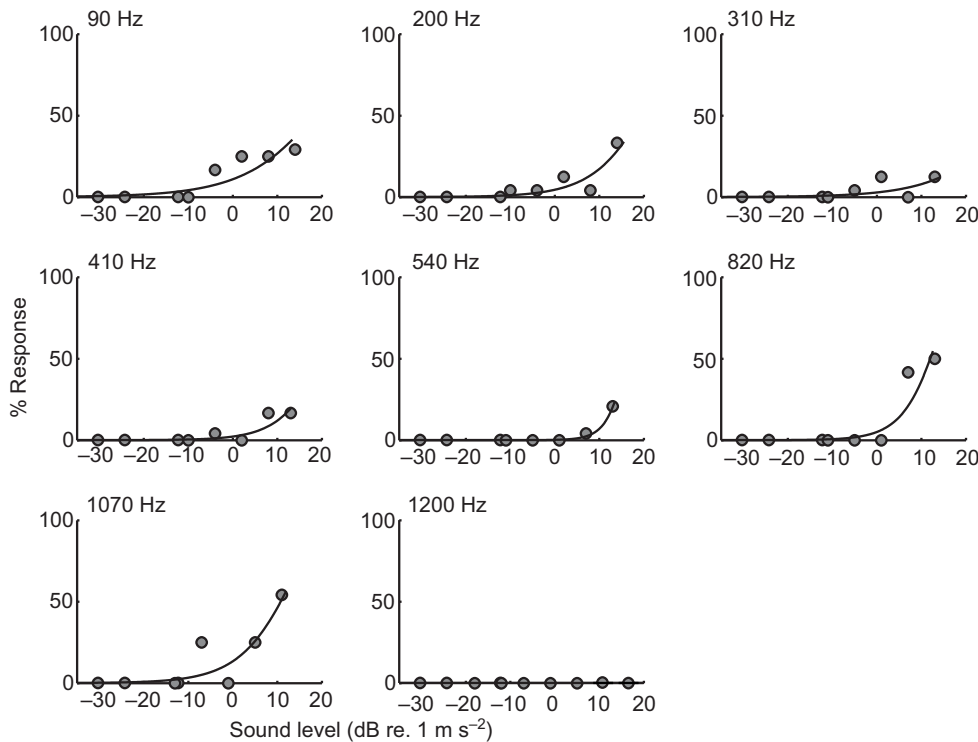 90 Hz 200 Hz 310 Hz
100 100 100
50 50 50
0 0 0
–30 –20 –10 0 10 20 –30 –20 –10 0 10 20 –30 –20 –10 0 10 20
410 Hz 540 Hz 820 Hz
100 100 100
% Response
50 50 50
0 0 0
–30 –20 –10 0 10 20 –30 –20 –10 0 10 20 –30 –20 –10 0 10 20
1070 Hz 1200 Hz
100 100
50 50
0 0
–30 –20 –10 0 10 20 –30 –20 –10 0 10 20
Sound level (dB re. 1 m s⁻²)